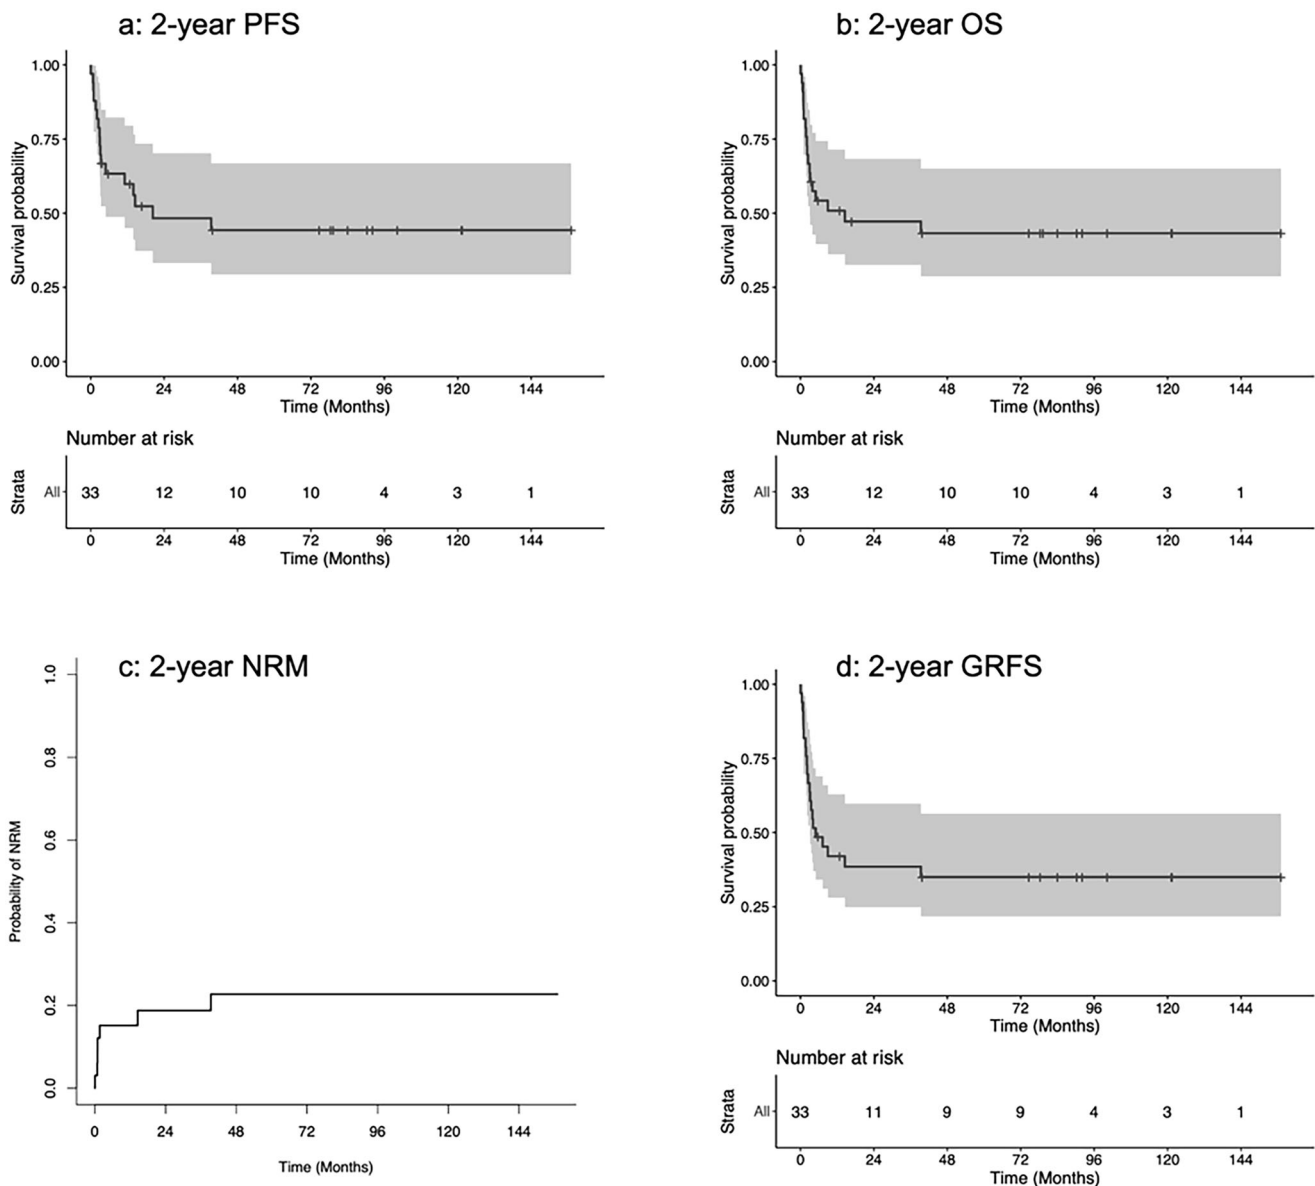 a: 2-year PFS
1.00
0.75
0.50
0.25
0.00
Survival probability
0 24 48 72 96 120 144
Time (Months)
Number at risk
Strata
All 33 12 10 10 4 3 1
0 24 48 72 96 120 144
Time (Months)
b: 2-year OS
1.00
0.75
0.50
0.25
0.00
Survival probability
0 24 48 72 96 120 144
Time (Months)
Number at risk
Strata
All 33 12 10 10 4 3 1
0 24 48 72 96 120 144
Time (Months)
c: 2-year NRM
1.0
0.8
0.6
0.4
0.2
0.0
Probability of NRM
0 24 48 72 96 120 144
Time (Months)
d: 2-year GRFS
1.00
0.75
0.50
0.25
0.00
Survival probability
0 24 48 72 96 120 144
Time (Months)
Number at risk
Strata
All 33 11 9 9 4 3 1
0 24 48 72 96 120 144
Time (Months)